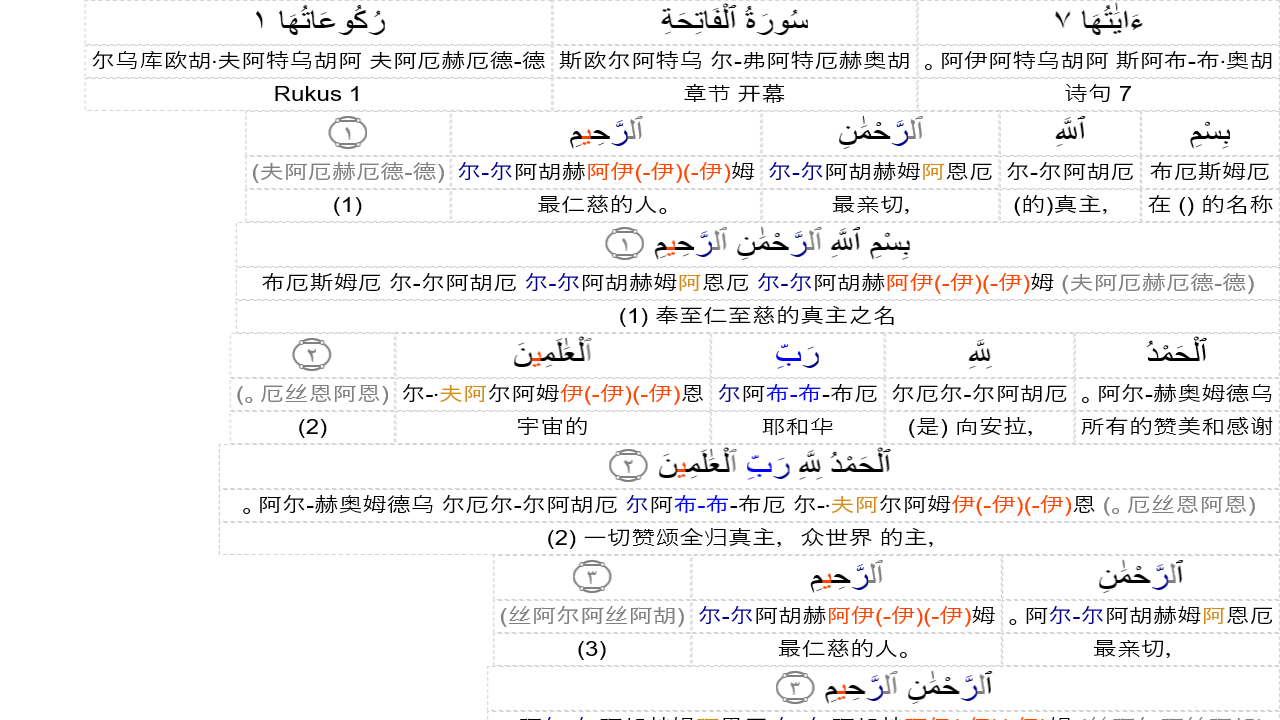 ءَايَٰتُهَا ٧ سُورَةُ ٱلْفَاتِحَةِ رُكُوعَاتُهَا ١
。阿伊阿特乌胡阿 斯阿布-布·奥胡 斯欧尔阿特乌 尔-弗阿特厄赫奥胡 尔乌库欧胡·夫阿特乌胡阿 夫阿厄赫厄德-德
诗句 7 章节 开幕 Rukus 1
بِسْمِ ٱللَّهِ ٱلرَّحْمَٰنِ ٱلرَّحِيمِ ١
布厄斯姆厄 尔-尔阿胡厄 尔-尔阿胡赫姆阿恩厄 尔-尔阿胡赫阿伊(-伊)(-伊)姆 (夫阿厄赫厄德-德)
在 () 的名称 (的)真主, 最亲切, 最仁慈的人。 (1)
بِسْمِ ٱللَّهِ ٱلرَّحْمَٰنِ ٱلرَّحِيمِ ١
布厄斯姆厄 尔-尔阿胡厄 尔-尔阿胡赫姆阿恩厄 尔-尔阿胡赫阿伊(-伊)(-伊)姆 (夫阿厄赫厄德-德)
(1) 奉至仁至慈的真主之名
ٱلْحَمْدُ لِلَّهِ رَبِّ ٱلْعَٰلَمِينَ ٢
。阿尔-赫奥姆德乌 尔厄尔-尔阿胡厄 尔阿布-布-布厄 尔-·夫阿尔阿姆伊(-伊)(-伊)恩 (。厄丝恩阿恩)
所有的赞美和感谢 (是) 向安拉, 耶和华 宇宙的 (2)
ٱلْحَمْدُ لِلَّهِ رَبِّ ٱلْعَٰلَمِينَ ٢
。阿尔-赫奥姆德乌 尔厄尔-尔阿胡厄 尔阿布-布-布厄 尔-·夫阿尔阿姆伊(-伊)(-伊)恩 (。厄丝恩阿恩)
(2) 一切赞颂全归真主, 众世界 的主,
ٱلرَّحْمَٰنِ ٱلرَّحِيمِ ٣
。阿尔-尔阿胡赫姆阿恩厄 尔-尔阿胡赫阿伊(-伊)(-伊)姆 (丝阿尔阿丝阿胡)
最亲切, 最仁慈的人。 (3)
ٱلرَّحْمَٰنِ ٱلرَّحِيمِ ٣